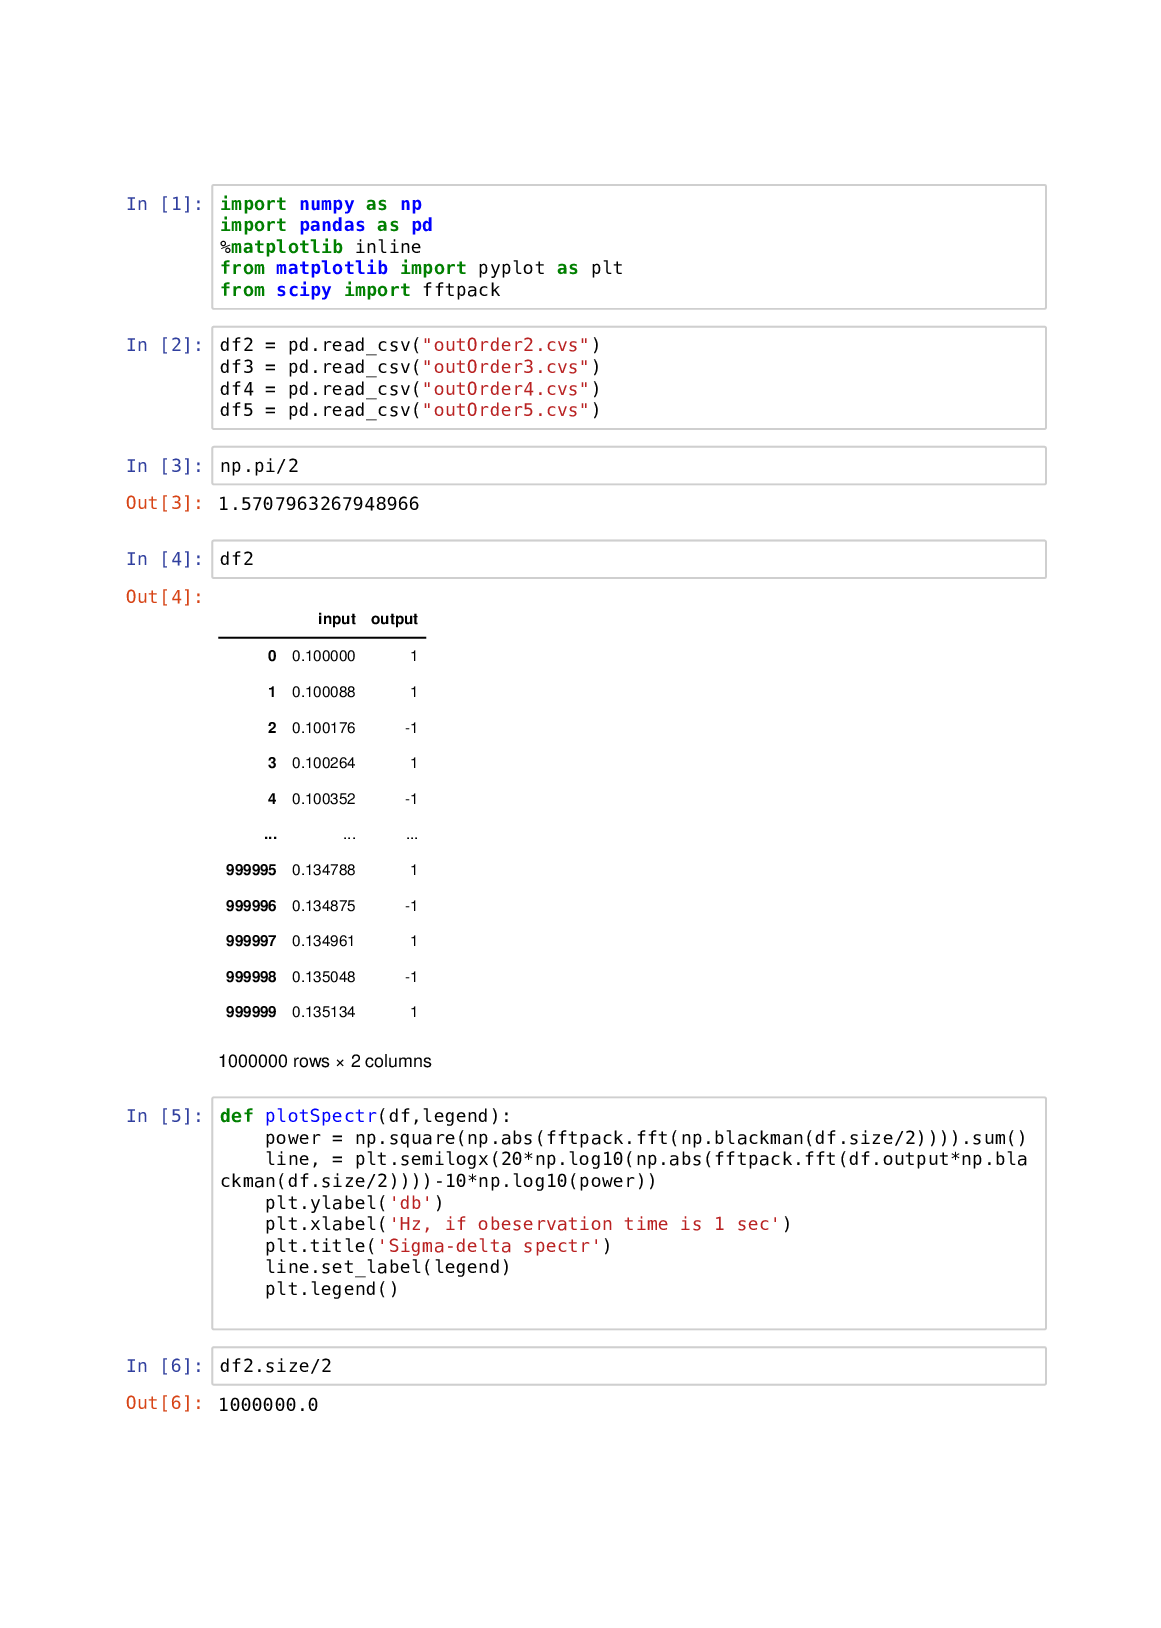 In [1]: import numpy as np
import pandas as pd
%matplotlib inline
from matplotlib import pyplot as plt
from scipy import fftpack
In [2]: df2 = pd.read_csv("outOrder2.cvs")
df3 = pd.read_csv("outOrder3.cvs")
df4 = pd.read_csv("outOrder4.cvs")
df5 = pd.read_csv("outOrder5.cvs")
In [3]: np.pi/2
Out[3]: 1.5707963267948966
In [4]: df2
Out[4]:
input output
0 0.100000 1
1 0.100088 1
2 0.100176 -1
3 0.100264 1
4 0.100352 -1
... ... ...
999995 0.134788 1
999996 0.134875 -1
999997 0.134961 1
999998 0.135048 -1
999999 0.135134 1
1000000 rows × 2 columns
In [5]: def plotSpectr(df,legend):
    power = np.square(np.abs(fftpack.fft(np.blackman(df.size/2)))).sum()
    line, = plt.semilogx(20*np.log10(np.abs(fftpack.fft(df.output*np.bla
ckman(df.size/2))))-10*np.log10(power))
    plt.ylabel('db')
    plt.xlabel('Hz, if obeservation time is 1 sec')
    plt.title('Sigma-delta spectr')
    line.set_label(legend)
    plt.legend()
In [6]: df2.size/2
Out[6]: 1000000.0